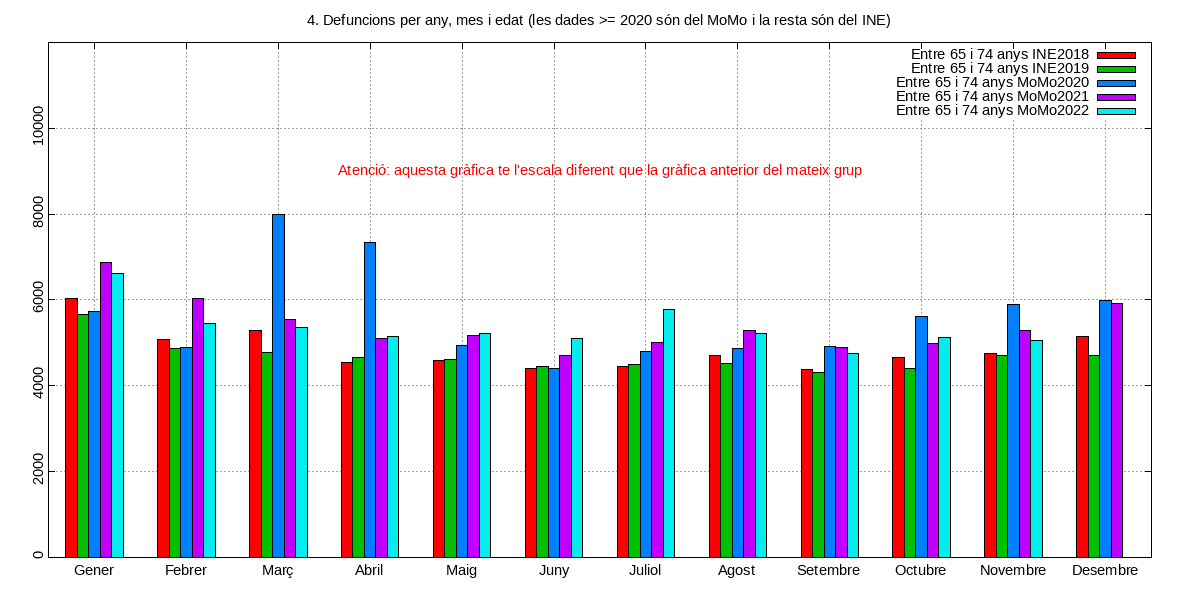 4. Defuncions per any, mes i edat (les dades >= 2020 són del MoMo i la resta són del INE)
Entre 65 i 74 anys INE2018
Entre 65 i 74 anys INE2019
Entre 65 i 74 anys MoMo2020
Entre 65 i 74 anys MoMo2021
Entre 65 i 74 anys MoMo2022
Atenció: aquesta gràfica te l'escala diferent que la gràfica anterior del mateix grup
10000
8000
6000
4000
2000
0
Gener Febrer Març Abril Maig Juny Juliol Agost Setembre Octubre Novembre Desembre